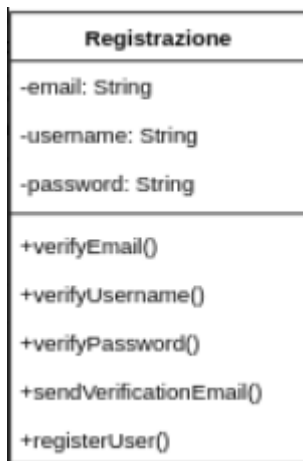 Registrazione
-email: String
-username: String
-password: String
+verifyEmail()
+verifyUsername()
+verifyPassword()
+sendVerificationEmail()
+registerUser()